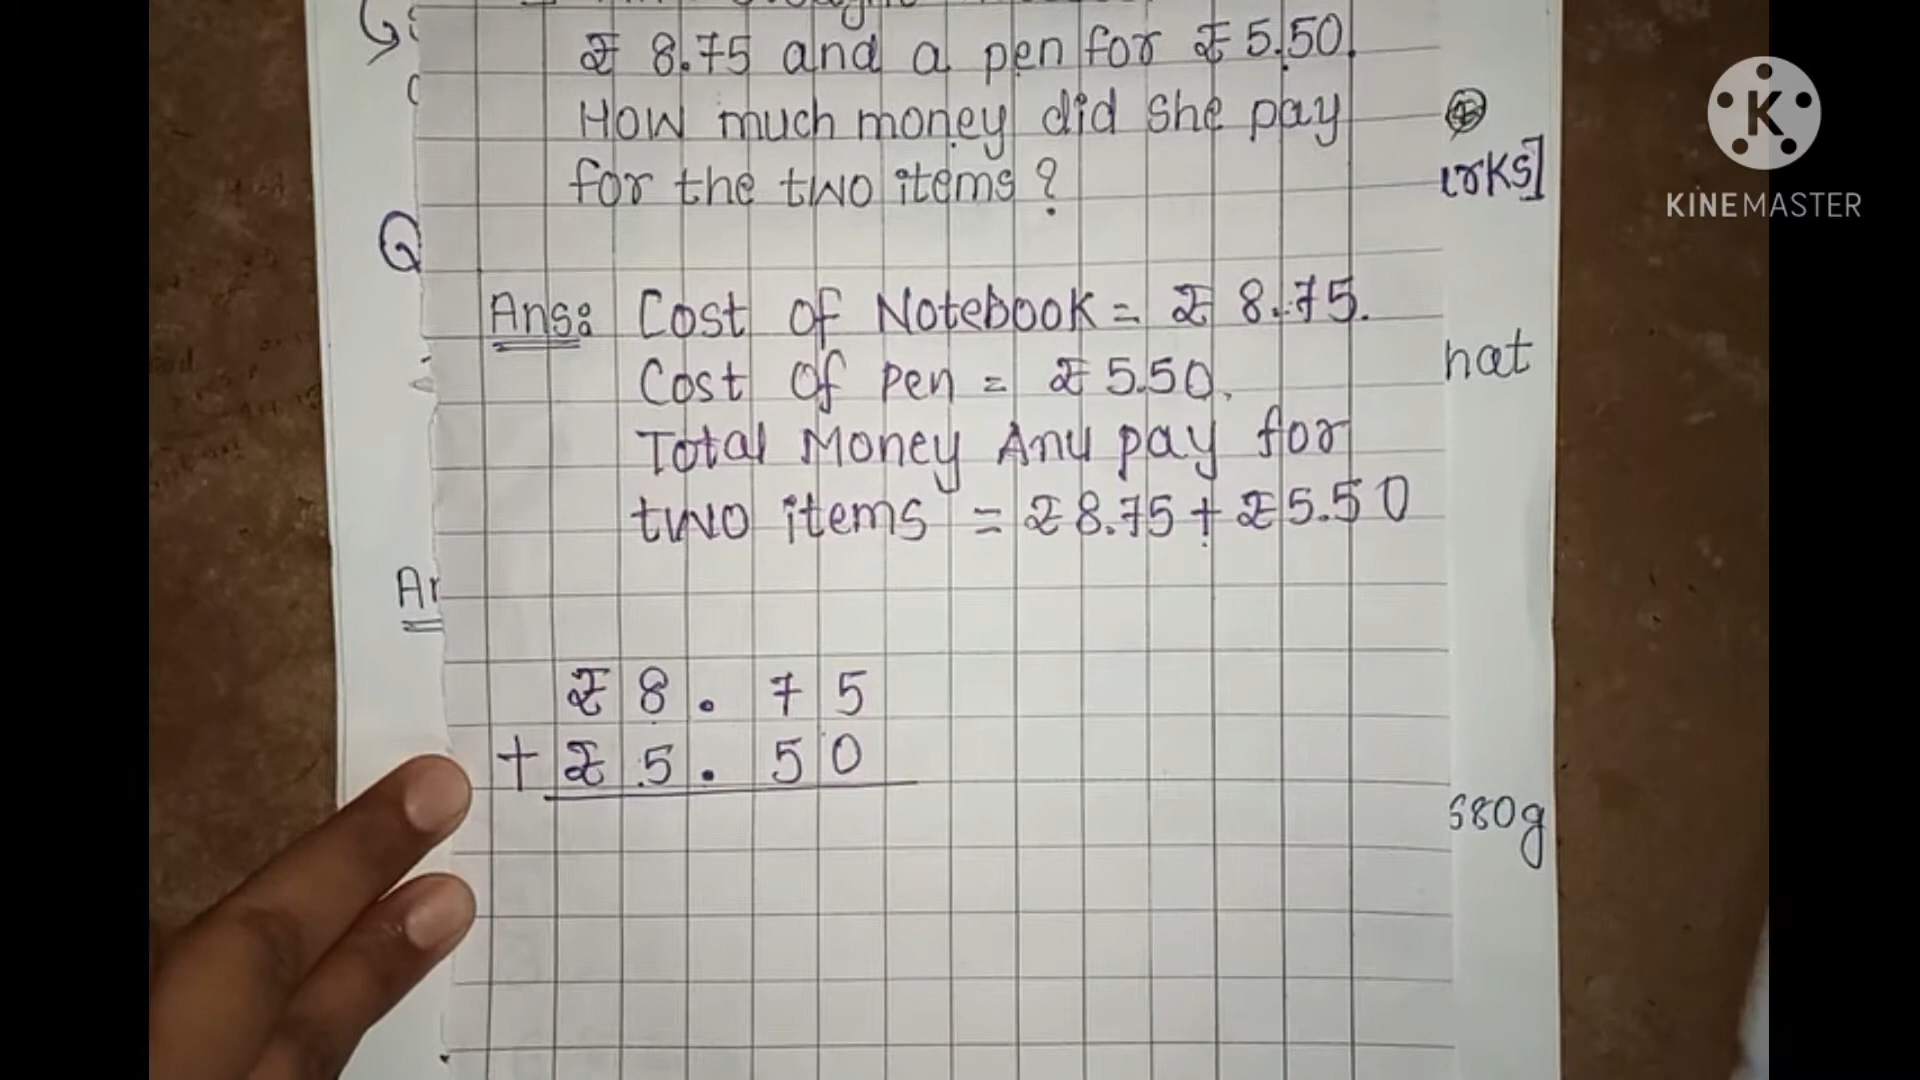 ₹ 8.75 and a pen for ₹ 5.50.
How much money did she pay
for the two items?
Q
Ans: Cost of Notebook = ₹ 8.75.
Cost of pen = ₹ 5.50.
Total Money Anu pay for
two items = ₹ 8.75 + ₹ 5.50
₹ 8 . 7 5
+ ₹ 5 . 5 0
rks]
hat
680g
K
KINEMASTER